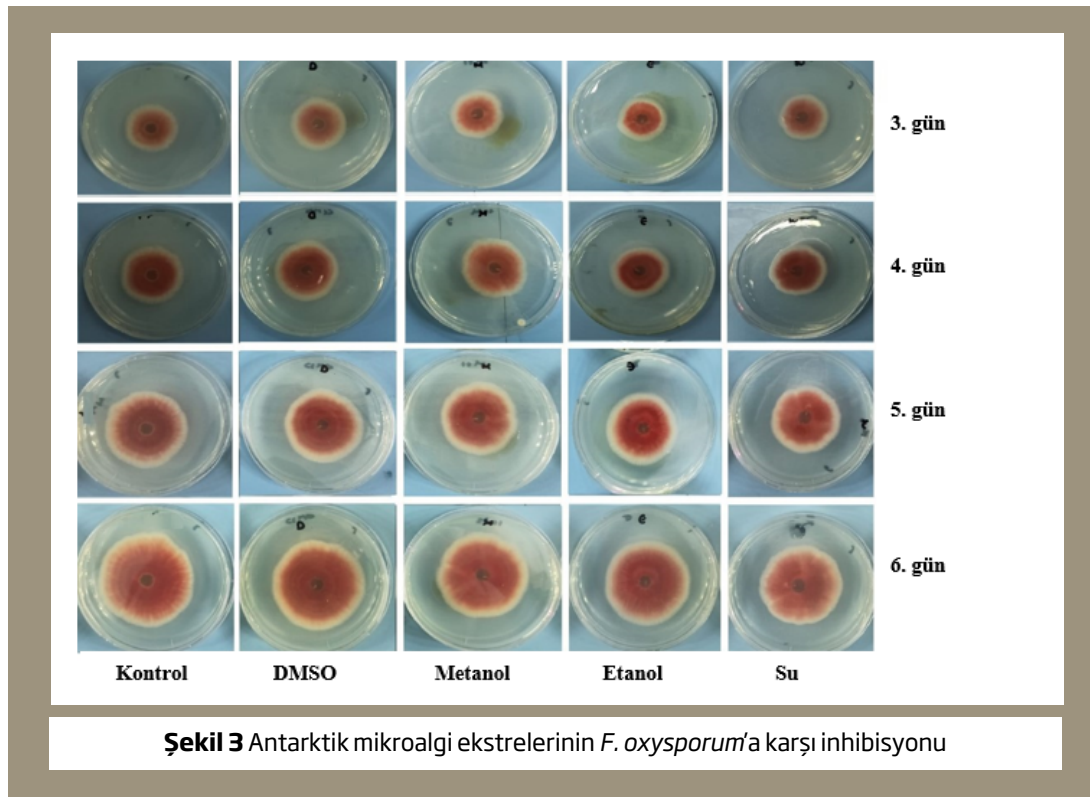 3. gün
4. gün
5. gün
6. gün
Kontrol DMSO Metanol Etanol Su
Şekil 3 Antarktik mikroalgi ekstrelerinin F. oxysporum'a karşı inhibisyonu